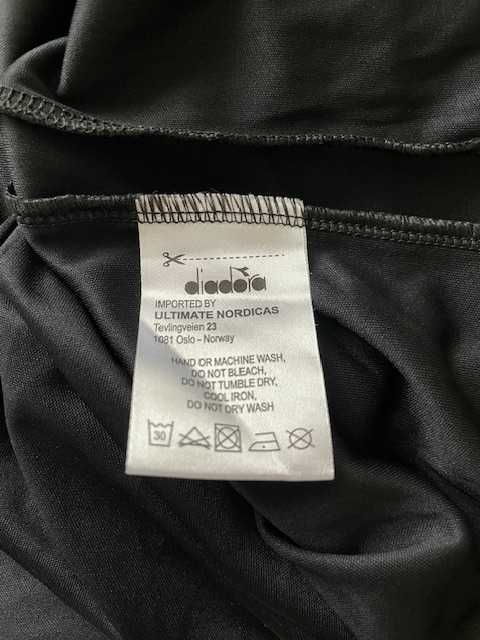 diadora
IMPORTED BY
ULTIMATE NORDICAS
Tevlingveien 23
1081 Oslo – Norway
HAND OR MACHINE WASH,
DO NOT BLEACH,
DO NOT TUMBLE DRY,
COOL IRON,
DO NOT DRY WASH
30